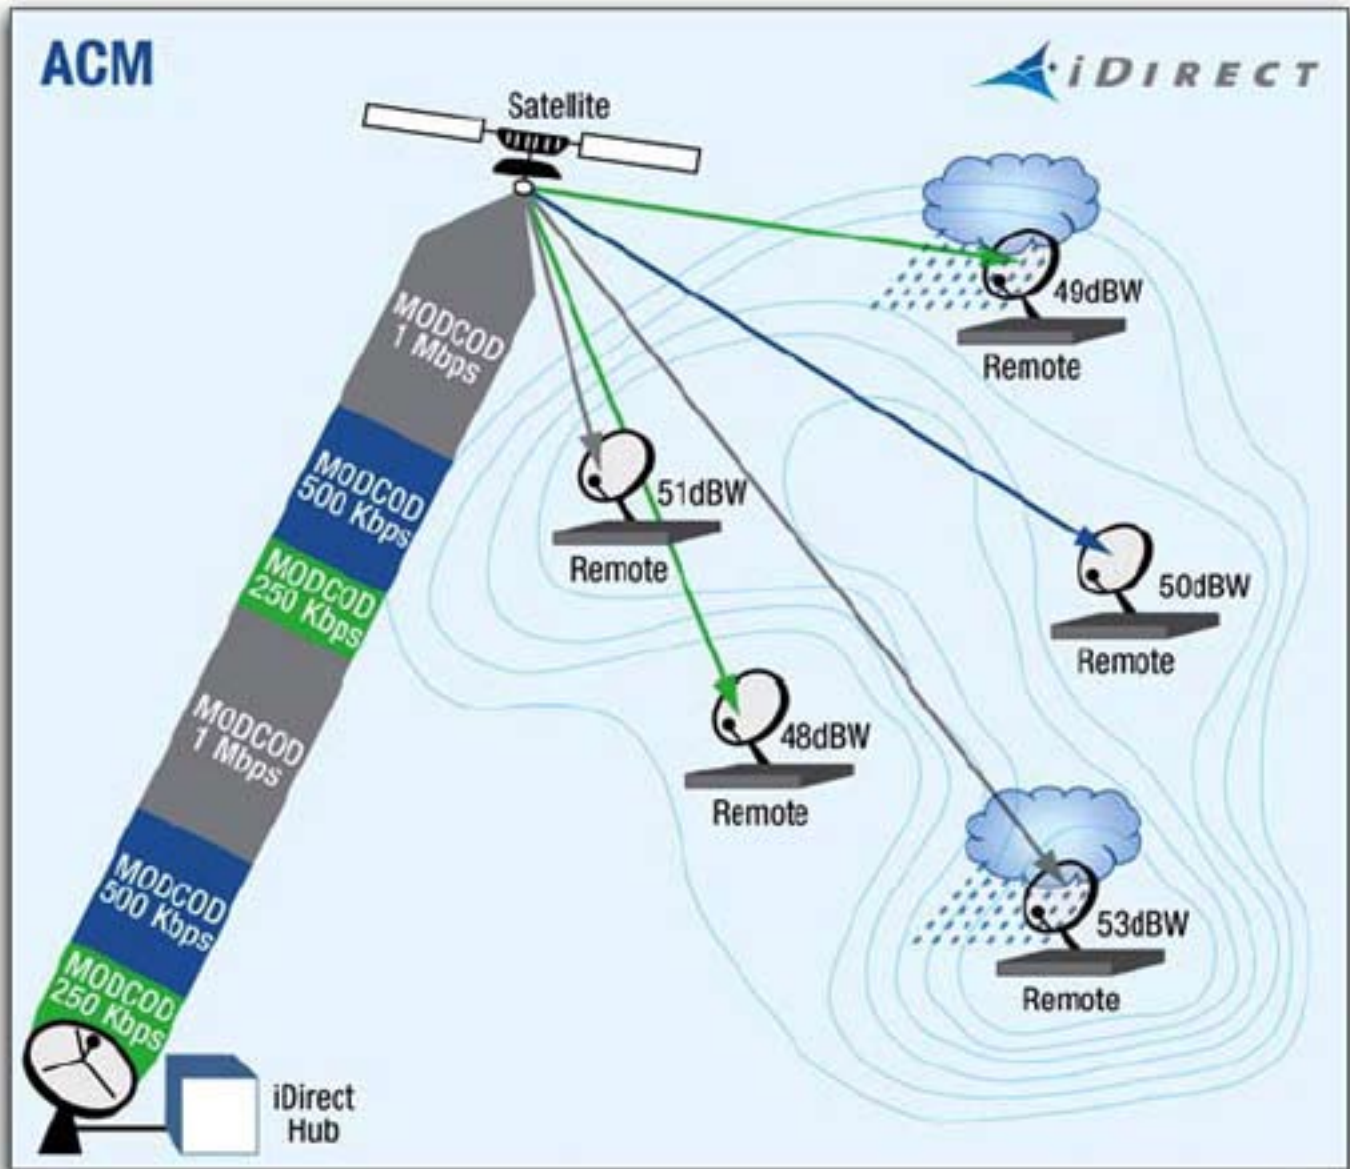 ACM
iDIRECT
Satellite
49dBW
Remote
MODCOD
1 Mbps
MODCOD
500 Kbps
51dBW
Remote
MODCOD
250 Kbps
50dBW
Remote
MODCOD
1 Mbps
48dBW
Remote
MODCOD
500 Kbps
53dBW
Remote
MODCOD
250 Kbps
iDirect
Hub